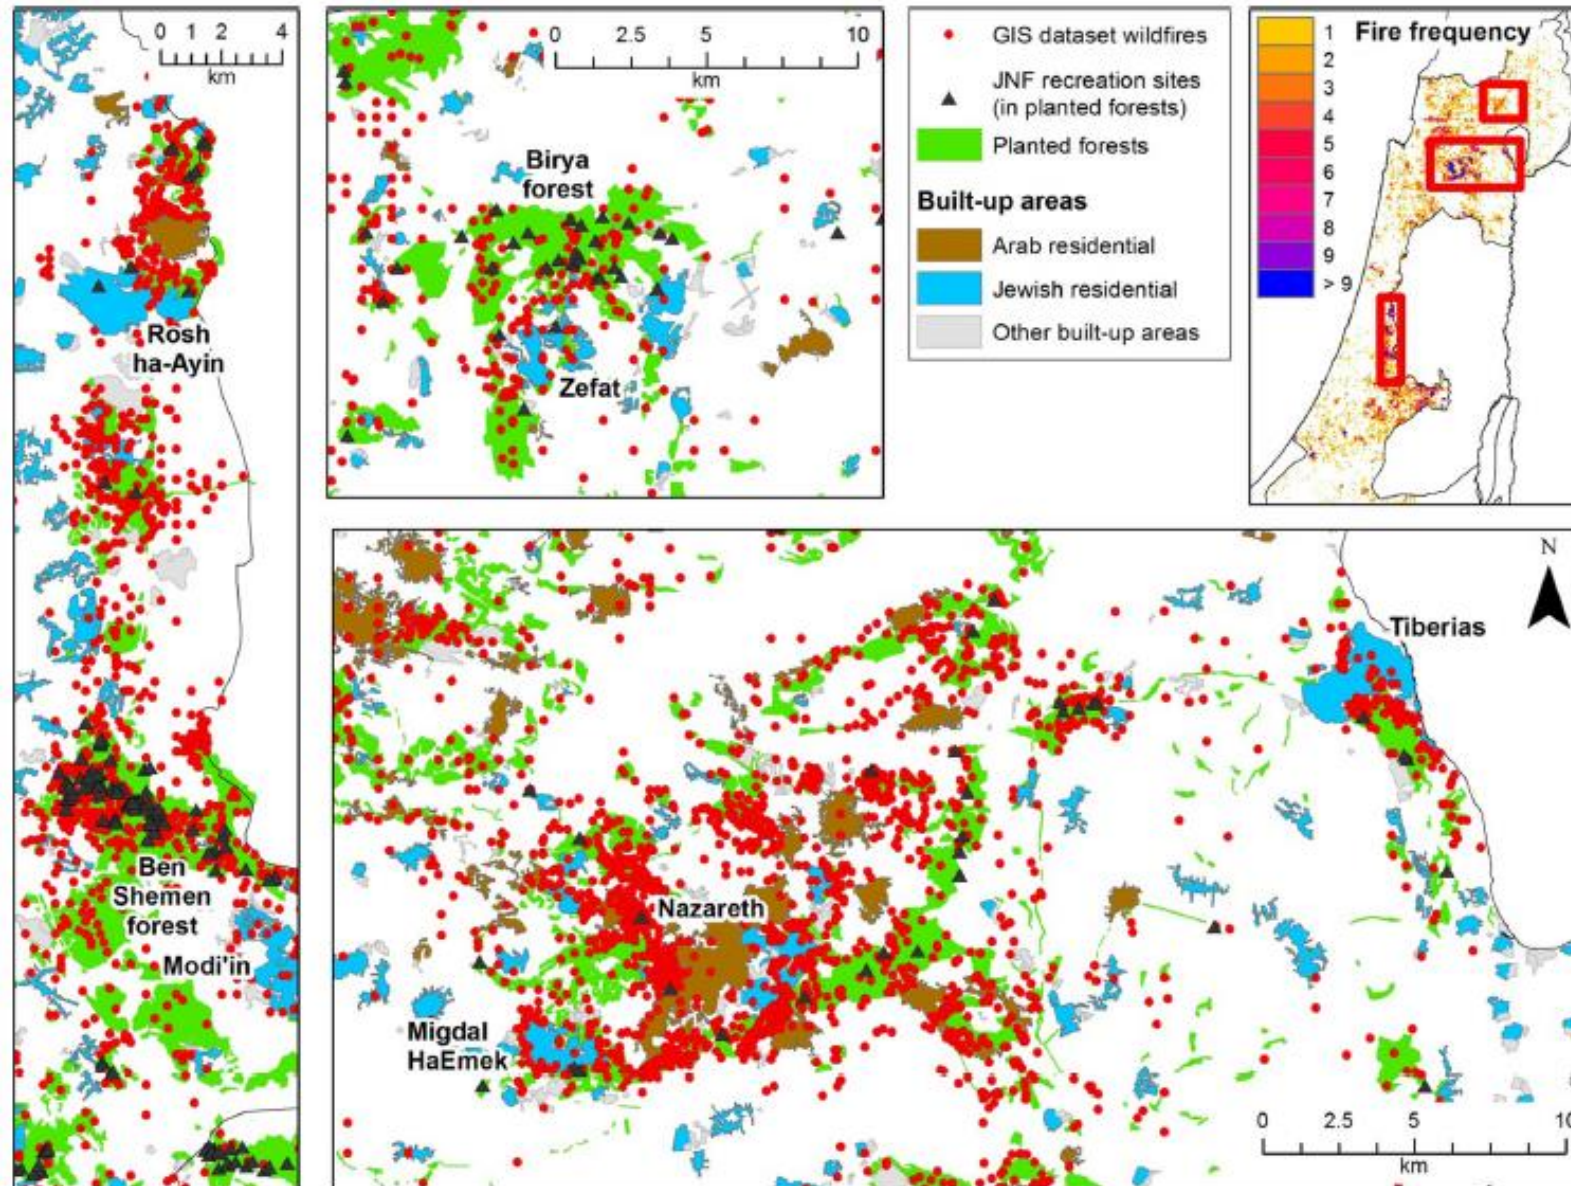 0 1 2 4
km
Rosh
ha-Ayin
Ben
Shemen
forest
Modi'in
0 2.5 5 10
km
Birya
forest
Zefat
GIS dataset wildfires
JNF recreation sites
(in planted forests)
Planted forests
Built-up areas
Arab residential
Jewish residential
Other built-up areas
Fire frequency
1
2
3
4
5
6
7
8
9
> 9
N
Tiberias
Nazareth
Migdal
HaEmek
0 2.5 5 10
km